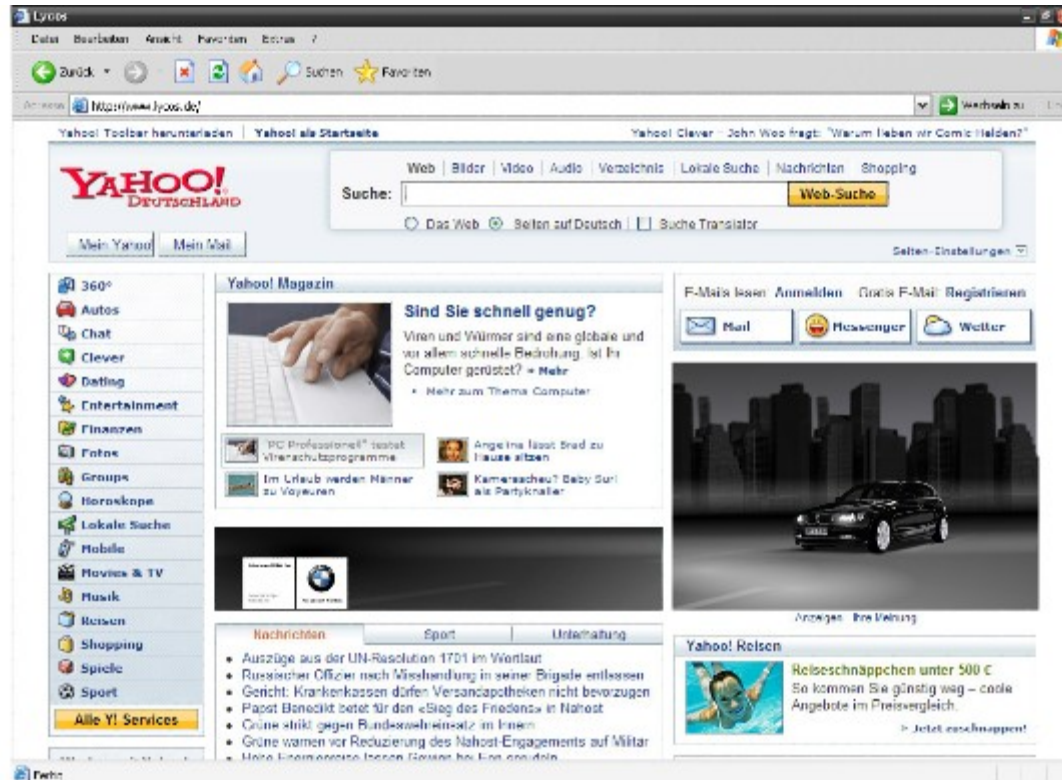 Lycos
Datei Bearbeiten Ansicht Favoriten Extras ?
Zurück Suchen Favoriten
Adresse http://www.lycos.de/ Wechseln zu
Yahoo! Toolbar herunterladen | Yahoo! als Startseite
Yahoo! Clever - John Woo fragt: "Warum lieben wir Comic-Helden?"
YAHOO!
DEUTSCHLAND
Web | Bilder | Video | Audio | Verzeichnis | Lokale Suche | Nachrichten Shopping
Suche: Web-Suche
Das Web Seiten auf Deutsch | Suche Translator
Mein Yahoo! Mein Mail
Seiten-Einstellungen
360°
Autos
Chat
Clever
Dating
Entertainment
Finanzen
Fotos
Groups
Horoskope
Lokale Suche
Mobile
Movies & TV
Musik
Reisen
Shopping
Spiele
Sport
Alle Y! Services
Yahoo! Magazin
Sind Sie schnell genug?
Viren und Würmer sind eine globale und
vor allem schnelle Bedrohung. Ist Ihr
Computer gerüstet? » Mehr
• Mehr zum Thema Computer
"PC Professionell" testet
Virenschutzprogramme
Angelina lässt Brad zu
Hause sitzen
Im Urlaub werden Männer
zu Voyeuren
Kamerascheu? Baby Suri
als Partyknaller
Nachrichten Sport Unterhaltung
• Auszüge aus der UN-Resolution 1701 im Wortlaut
• Russischer Offizier nach Misshandlung in seiner Brigade entlassen
• Gericht: Krankenkassen dürfen Versandapotheken nicht bevorzugen
• Papst Benedikt betet für den «Sieg des Friedens» in Nahost
• Grüne strikt gegen Bundeswehreinsatz im Innern
• Grüne warnen vor Reduzierung des Nahost-Engagements auf Militär
• Hohe Energiepreise lassen Gewinn bei Eon sprudeln
E-Mails lesen: Anmelden Gratis E-Mail: Registrieren
Mail Messenger Wetter
Anzeigen - Ihre Meinung
Yahoo! Reisen
Reiseschnäppchen unter 500 €
So kommen Sie günstig weg – coole
Angebote im Preisvergleich.
» Jetzt zuschnappen!
Fertig